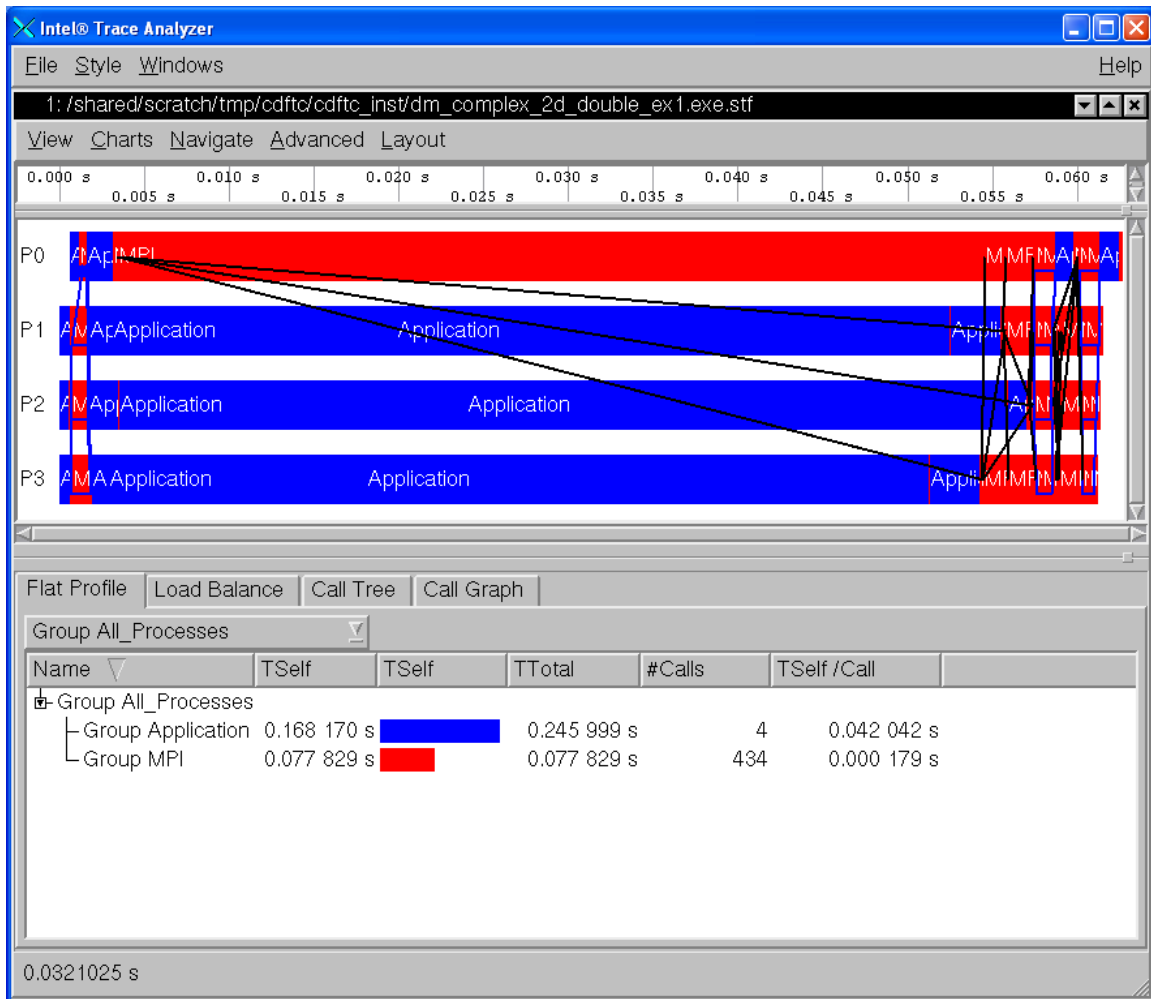 Intel® Trace Analyzer
File Style Windows Help
1: /shared/scratch/tmp/cdftc/cdftc_inst/dm_complex_2d_double_ex1.exe.stf
View Charts Navigate Advanced Layout
0.000 s 0.010 s 0.020 s 0.030 s 0.040 s 0.050 s 0.060 s
0.005 s 0.015 s 0.025 s 0.035 s 0.045 s 0.055 s
P0 MPI
P1 Application Application
P2 Application Application
P3 Application Application
Flat Profile Load Balance Call Tree Call Graph
Group All_Processes
Name TSelf TSelf TTotal #Calls TSelf /Call
Group All_Processes
Group Application 0.168 170 s 0.245 999 s 4 0.042 042 s
Group MPI 0.077 829 s 0.077 829 s 434 0.000 179 s
0.0321025 s